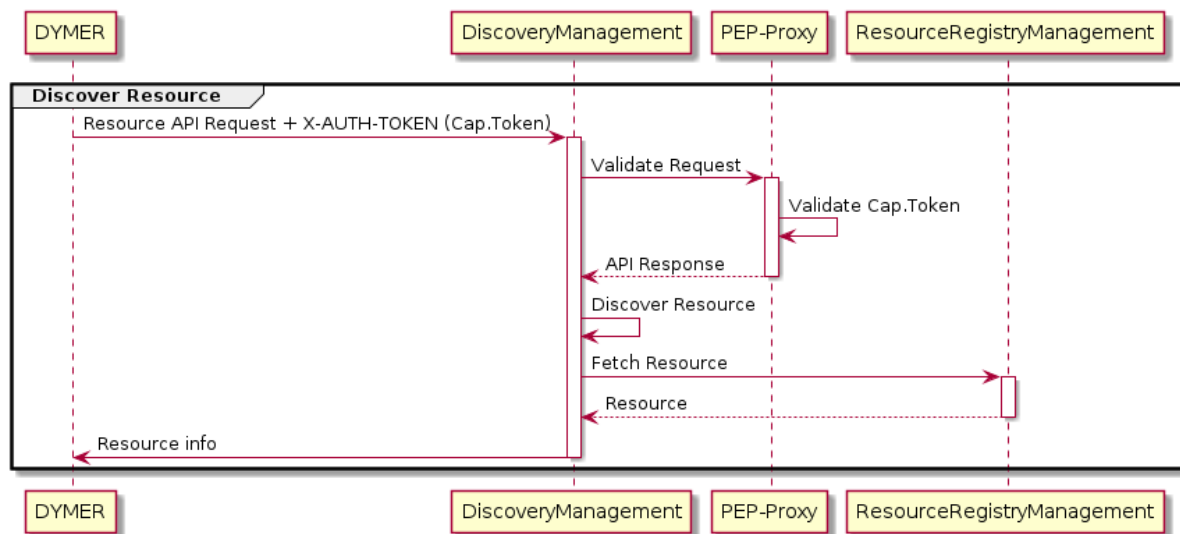 DYMER
DiscoveryManagement
PEP-Proxy
ResourceRegistryManagement
Discover Resource
Resource API Request + X-AUTH-TOKEN (Cap.Token)
Validate Request
Validate Cap.Token
API Response
Discover Resource
Fetch Resource
Resource
Resource info
DYMER
DiscoveryManagement
PEP-Proxy
ResourceRegistryManagement